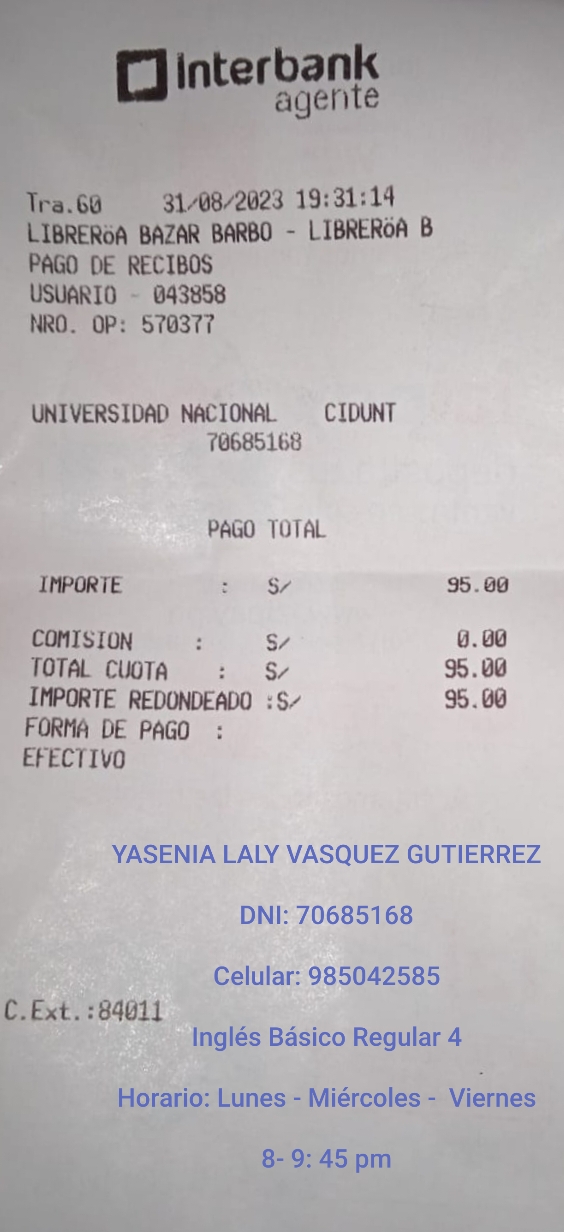 interbank
agente
Tra.60 31/08/2023 19:31:14
LIBRERöA BAZAR BARBO - LIBRERöA B
PAGO DE RECIBOS
USUARIO - 043858
NRO. OP: 570377
UNIVERSIDAD NACIONAL CIDUNT
70685168
PAGO TOTAL
IMPORTE : S/ 95.00
COMISION : S/ 0.00
TOTAL CUOTA : S/ 95.00
IMPORTE REDONDEADO :S/ 95.00
FORMA DE PAGO :
EFECTIVO
YASENIA LALY VASQUEZ GUTIERREZ
DNI: 70685168
Celular: 985042585
C.Ext.:84011
Inglés Básico Regular 4
Horario: Lunes - Miércoles - Viernes
8- 9: 45 pm